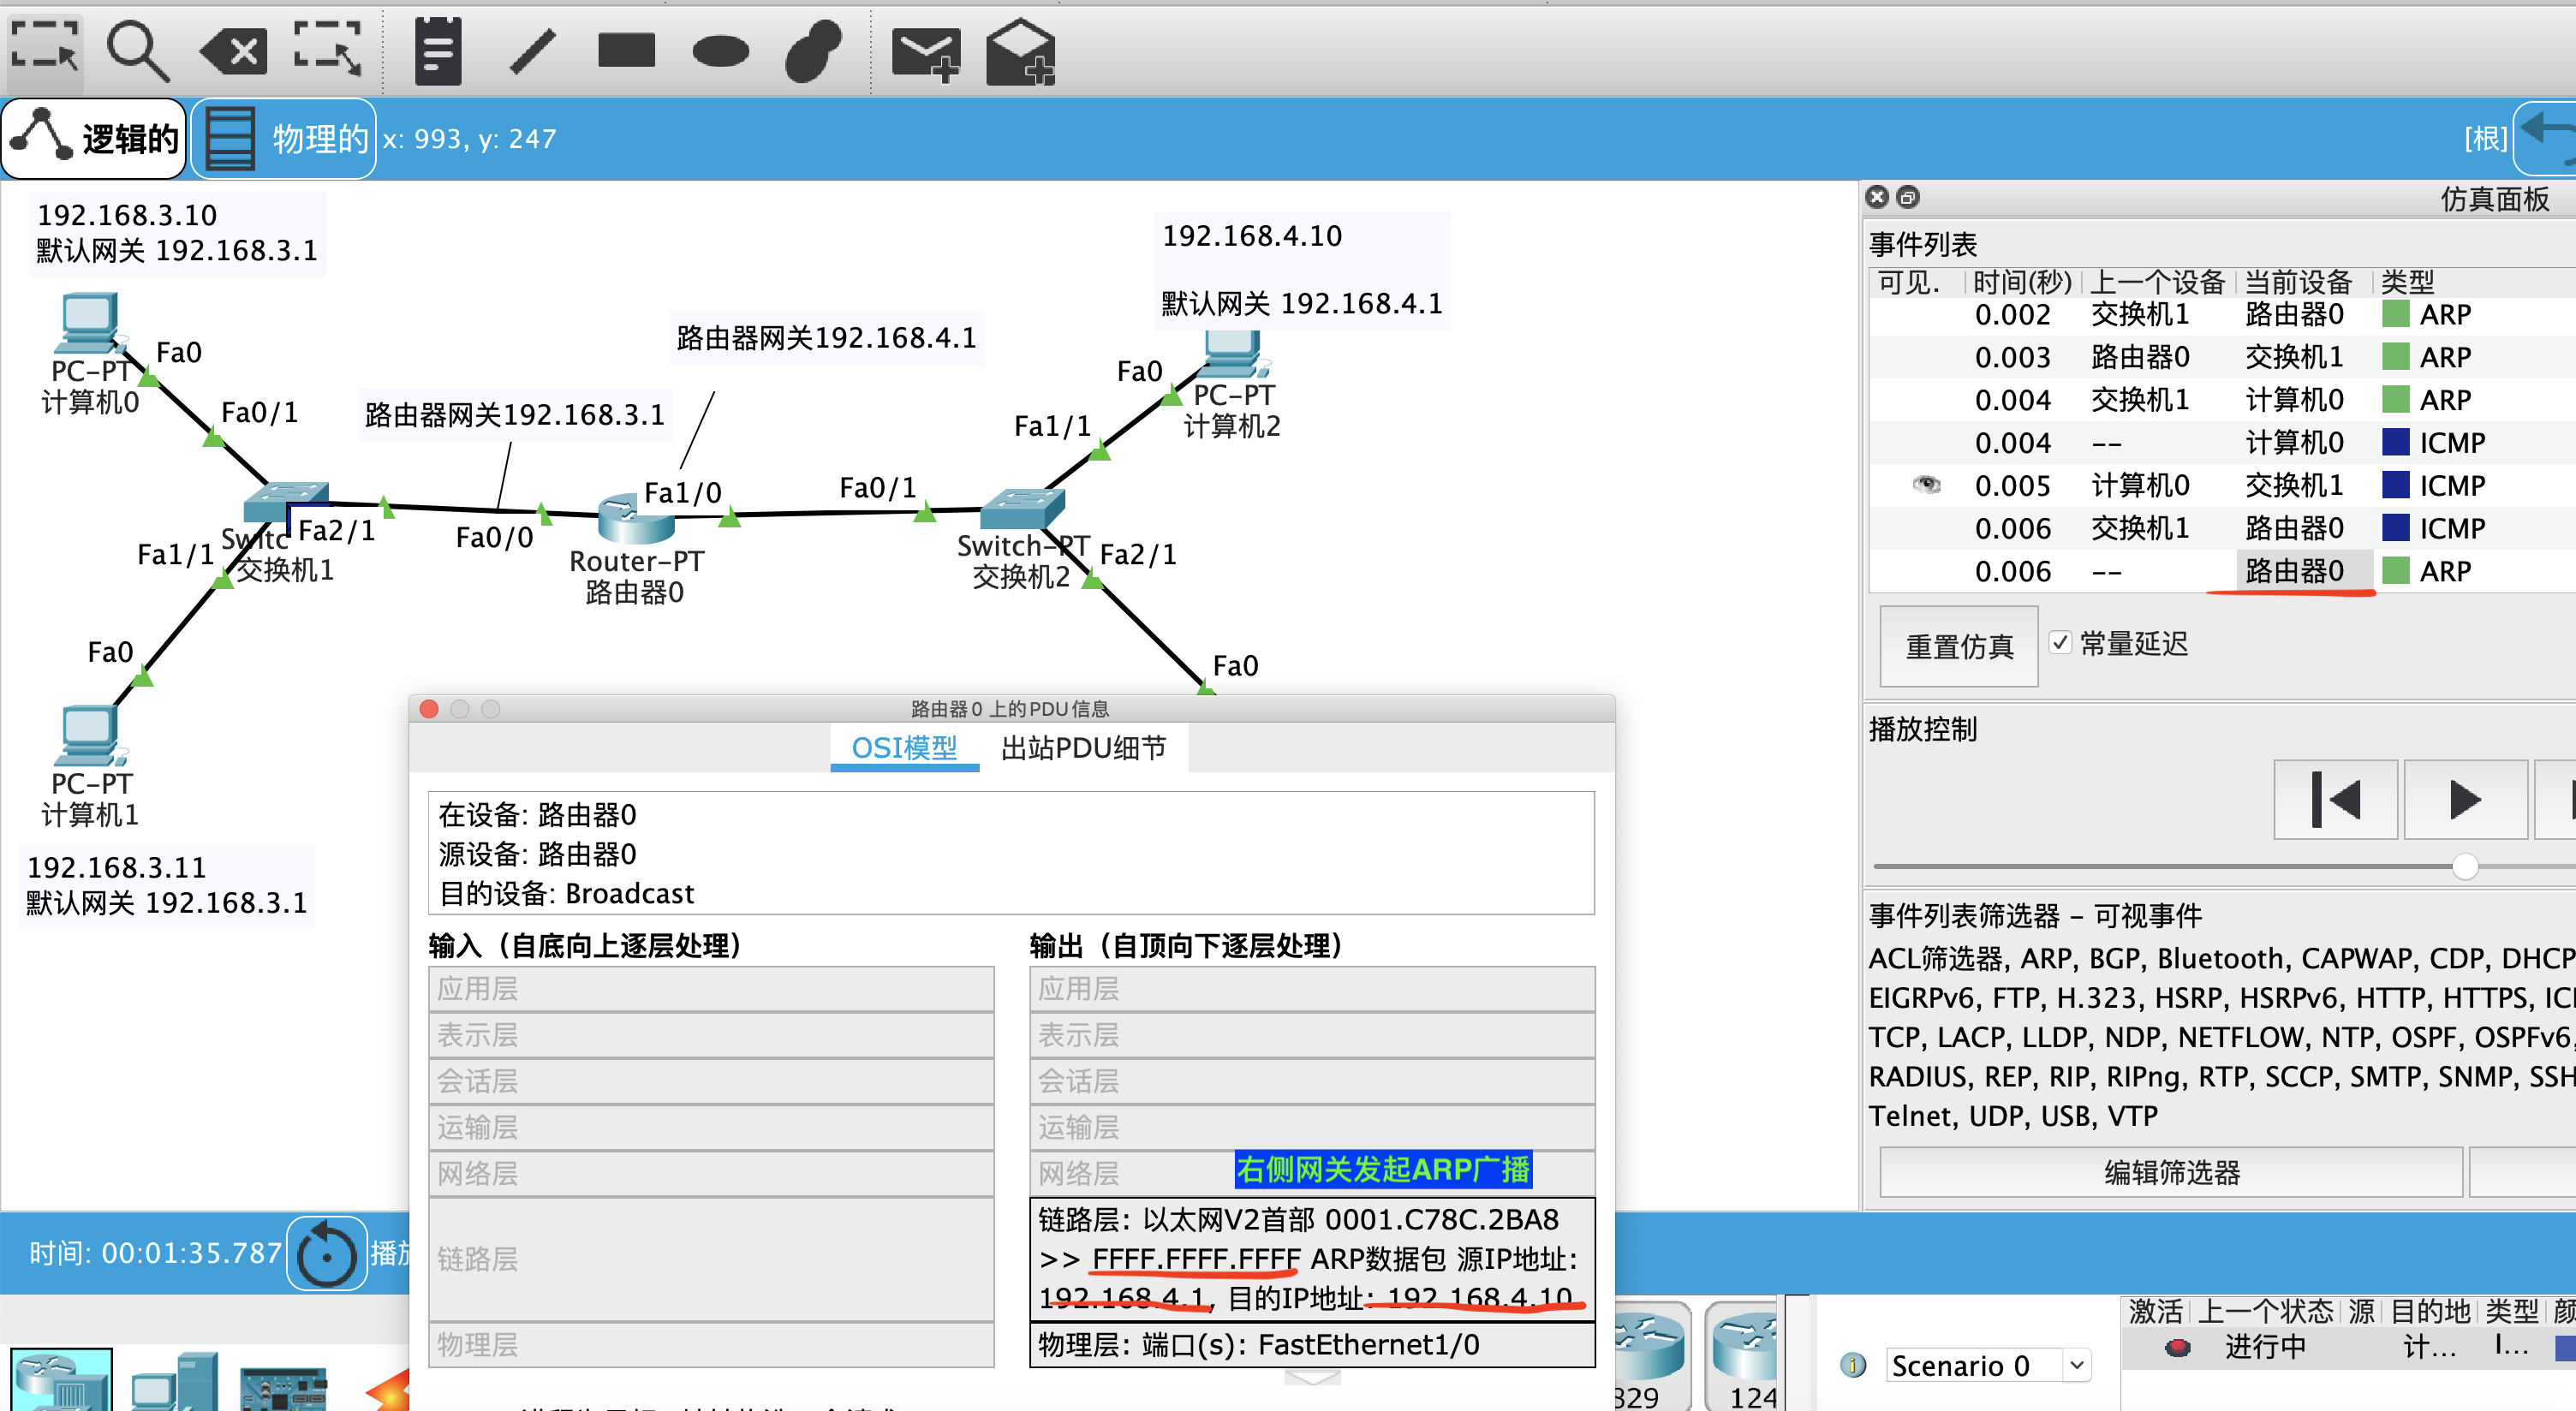 逻辑的
物理的
x: 993, y: 247
[根]
192.168.3.10
默认网关 192.168.3.1
PC-PT
计算机0
Fa0
Fa0/1
路由器网关192.168.3.1
路由器网关192.168.4.1
192.168.4.10
默认网关 192.168.4.1
Fa0
PC-PT
计算机2
Fa1/1
Fa0/1
Fa1/0
Fa2/1
Fa0/0
Switc
交换机1
Fa1/1
Router-PT
路由器0
Switch-PT
交换机2
Fa2/1
Fa0
Fa0
PC-PT
计算机1
192.168.3.11
默认网关 192.168.3.1
仿真面板
事件列表
可见. 时间(秒) 上一个设备 当前设备 类型
0.002 交换机1 路由器0 ARP
0.003 路由器0 交换机1 ARP
0.004 交换机1 计算机0 ARP
0.004 -- 计算机0 ICMP
0.005 计算机0 交换机1 ICMP
0.006 交换机1 路由器0 ICMP
0.006 -- 路由器0 ARP
重置仿真
常量延迟
播放控制
事件列表筛选器 - 可视事件
ACL筛选器, ARP, BGP, Bluetooth, CAPWAP, CDP, DHCP
EIGRPv6, FTP, H.323, HSRP, HSRPv6, HTTP, HTTPS, IC
TCP, LACP, LLDP, NDP, NETFLOW, NTP, OSPF, OSPFv6,
RADIUS, REP, RIP, RIPng, RTP, SCCP, SMTP, SNMP, SSH
Telnet, UDP, USB, VTP
编辑筛选器
路由器0 上的PDU信息
OSI模型
出站PDU细节
在设备: 路由器0
源设备: 路由器0
目的设备: Broadcast
输入（自底向上逐层处理）
应用层
表示层
会话层
运输层
网络层
链路层
物理层
输出（自顶向下逐层处理）
应用层
表示层
会话层
运输层
网络层
右侧网关发起ARP广播
链路层: 以太网V2首部 0001.C78C.2BA8
>> FFFF.FFFF.FFFF ARP数据包 源IP地址:
192.168.4.1, 目的IP地址: 192.168.4.10
物理层: 端口(s): FastEthernet1/0
时间: 00:01:35.787
播放
829
124
Scenario 0
激活 上一个状态 源 目的地 类型 颜
进行中 计... I...